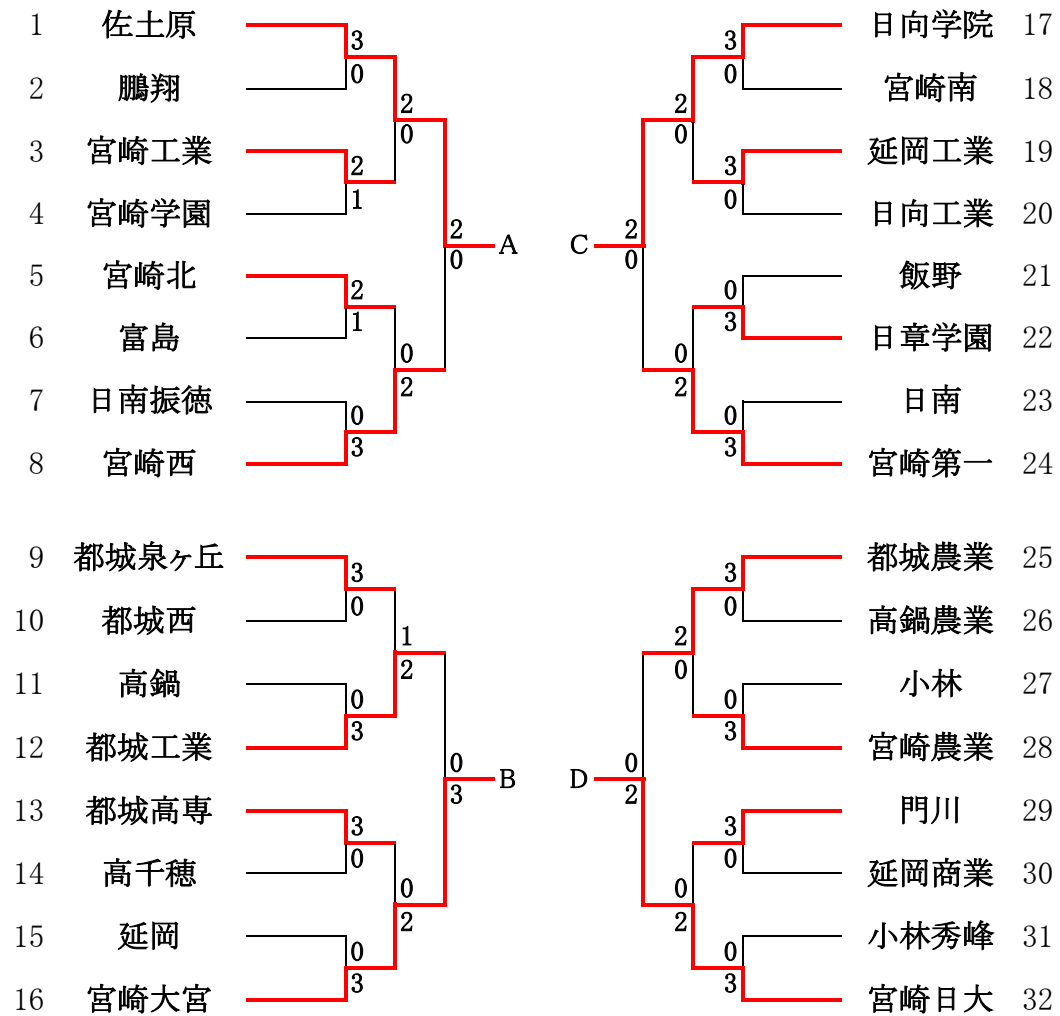 1 佐土原
3
0
2 鵬翔
2
0
3 宮崎工業
2
1
4 宮崎学園
2
0
A
5 宮崎北
2
1
6 富島
0
2
7 日南振徳
0
3
8 宮崎西
9 都城泉ヶ丘
3
0
10 都城西
1
2
11 高鍋
0
3
12 都城工業
0
3
B
13 都城高専
3
0
14 高千穂
0
2
15 延岡
0
3
16 宮崎大宮
日向学院 17
3
0
宮崎南 18
2
0
延岡工業 19
3
0
日向工業 20
C
2
0
飯野 21
0
3
日章学園 22
0
2
日南 23
0
3
宮崎第一 24
都城農業 25
3
0
高鍋農業 26
2
0
小林 27
0
3
宮崎農業 28
D
0
2
門川 29
3
0
延岡商業 30
0
2
小林秀峰 31
0
3
宮崎日大 32